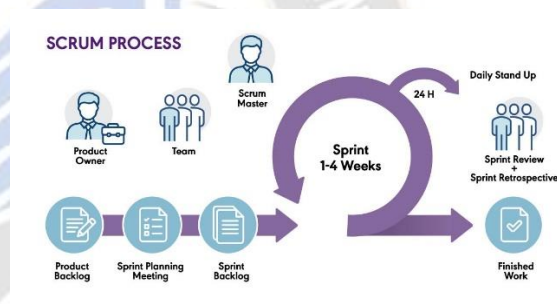 SCRUM PROCESS
Scrum
Master
Product
Owner
Team
24 H
Daily Stand Up
Sprint
1-4 Weeks
Sprint Review
+
Sprint Retrospective
Product
Backlog
Sprint Planning
Meeting
Sprint
Backlog
Finished
Work